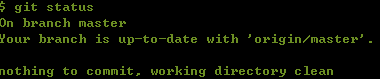 $ git status
On branch master
Your branch is up-to-date with 'origin/master'.
nothing to commit, working directory clean